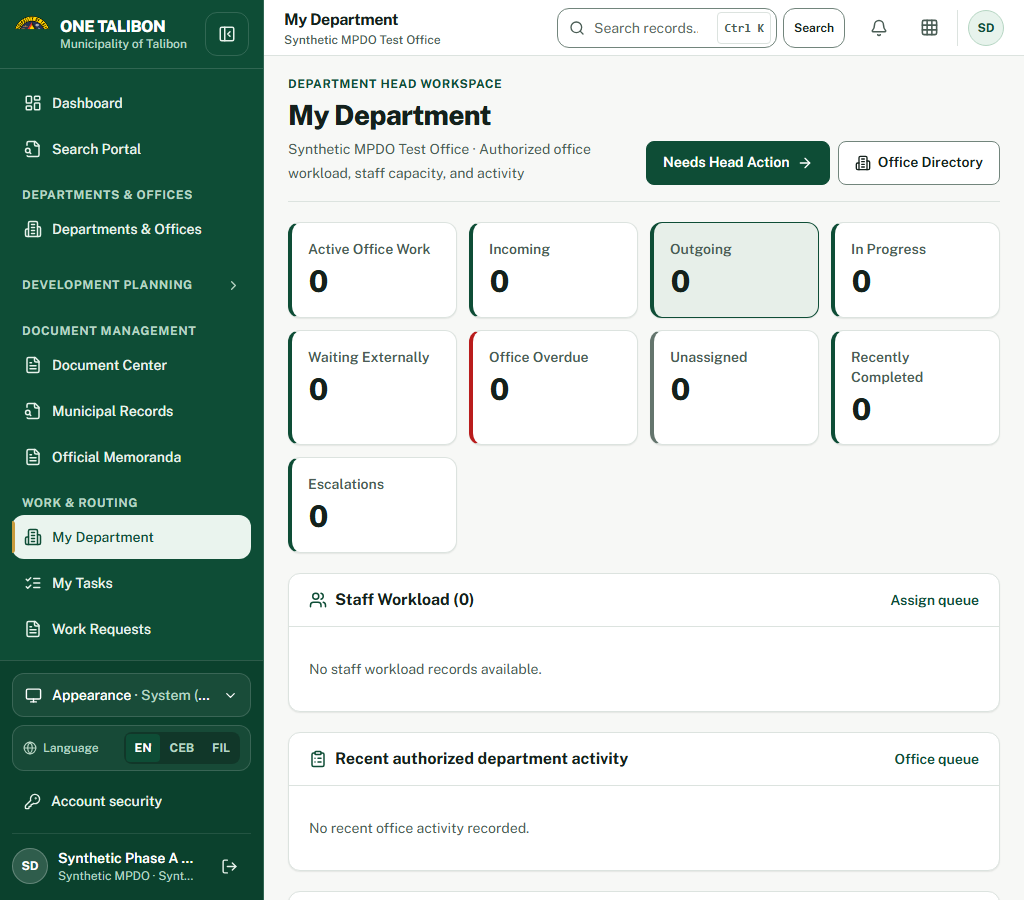 ONE TALIBON
Municipality of Talibon
My Department
Synthetic MPDO Test Office
Search records..
Ctrl K
Search
SD
Dashboard
Search Portal
DEPARTMENTS & OFFICES
Departments & Offices
DEVELOPMENT PLANNING
DOCUMENT MANAGEMENT
Document Center
Municipal Records
Official Memoranda
WORK & ROUTING
My Department
My Tasks
Work Requests
Appearance · System (...
Language
EN CEB FIL
Account security
SD
Synthetic Phase A ...
Synthetic MPDO · Synt...
DEPARTMENT HEAD WORKSPACE
My Department
Synthetic MPDO Test Office · Authorized office
workload, staff capacity, and activity
Needs Head Action
Office Directory
Active Office Work
0
Incoming
0
Outgoing
0
In Progress
0
Waiting Externally
0
Office Overdue
0
Unassigned
0
Recently
Completed
0
Escalations
0
Staff Workload (0)
Assign queue
No staff workload records available.
Recent authorized department activity
Office queue
No recent office activity recorded.